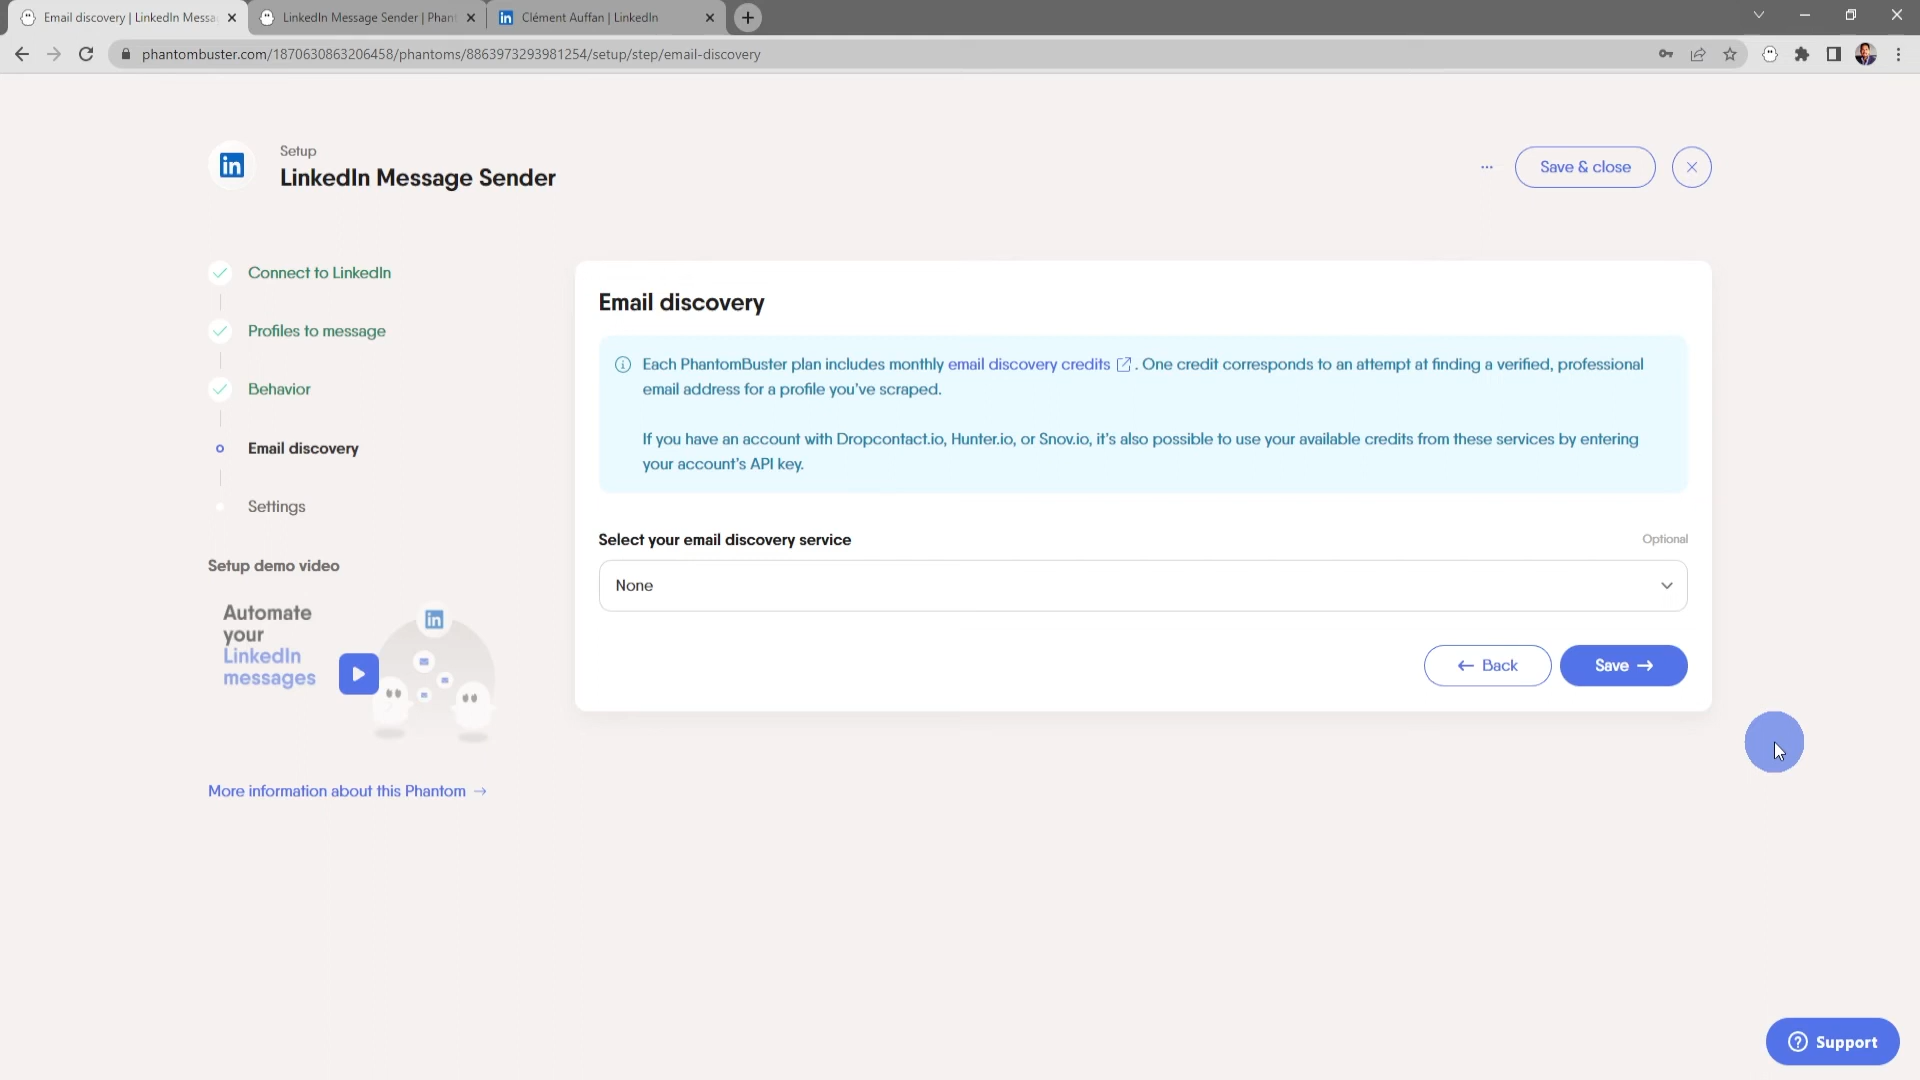 Email discovery | LinkedIn Messa
LinkedIn Message Sender | Phan
Clément Auffan | LinkedIn
phantombuster.com/1870630863206458/phantoms/8863973293981254/setup/step/email-discovery
Setup
LinkedIn Message Sender
Save & close
Connect to LinkedIn
Profiles to message
Behavior
Email discovery
Settings
Setup demo video
Automate
your
LinkedIn
messages
More information about this Phantom →
Email discovery
Each PhantomBuster plan includes monthly email discovery credits . One credit corresponds to an attempt at finding a verified, professional
email address for a profile you've scraped.
If you have an account with Dropcontact.io, Hunter.io, or Snov.io, it's also possible to use your available credits from these services by entering
your account's API key.
Select your email discovery service
Optional
None
← Back
Save →
Support